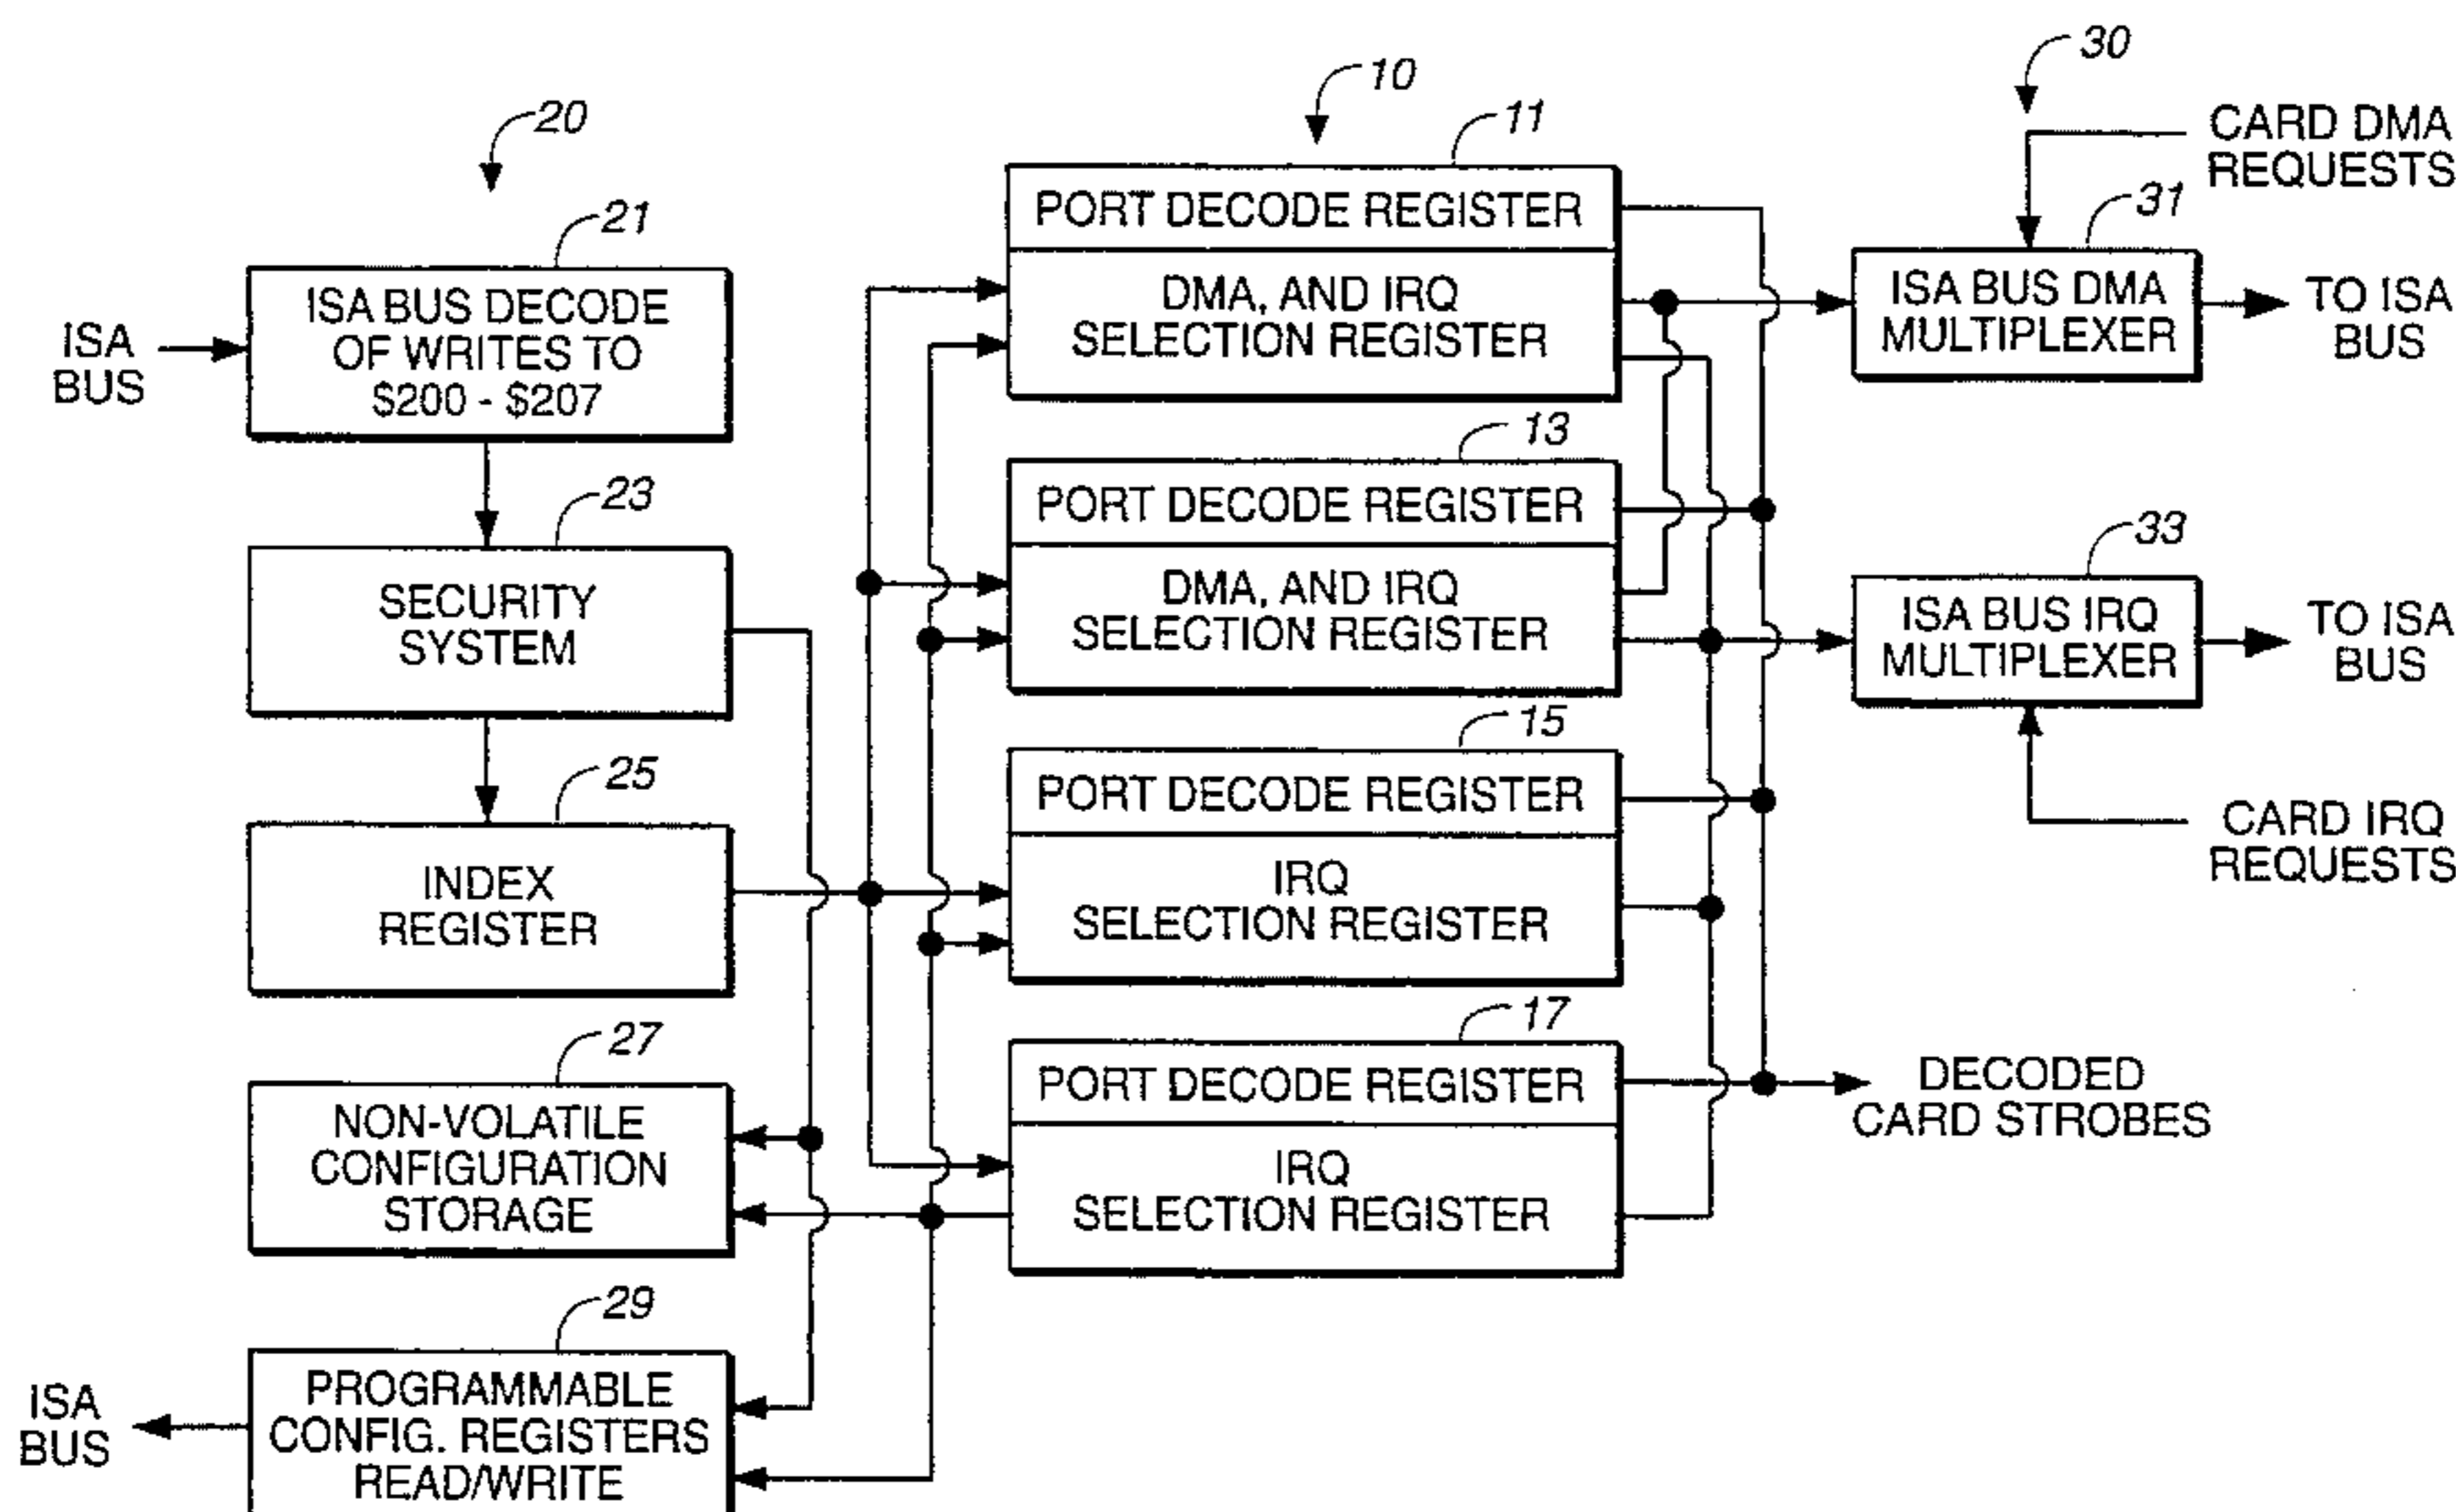 20
21
ISA BUS DECODE
OF WRITES TO
$200 - $207
ISA
BUS
23
SECURITY
SYSTEM
25
INDEX
REGISTER
27
NON-VOLATILE
CONFIGURATION
STORAGE
29
PROGRAMMABLE
CONFIG. REGISTERS
READ/WRITE
ISA
BUS
10
11
PORT DECODE REGISTER
DMA, AND IRQ
SELECTION REGISTER
13
PORT DECODE REGISTER
DMA, AND IRQ
SELECTION REGISTER
15
PORT DECODE REGISTER
IRQ
SELECTION REGISTER
17
PORT DECODE REGISTER
IRQ
SELECTION REGISTER
30
CARD DMA
REQUESTS
31
ISA BUS DMA
MULTIPLEXER
TO ISA
BUS
33
ISA BUS IRQ
MULTIPLEXER
TO ISA
BUS
CARD IRQ
REQUESTS
DECODED
CARD STROBES